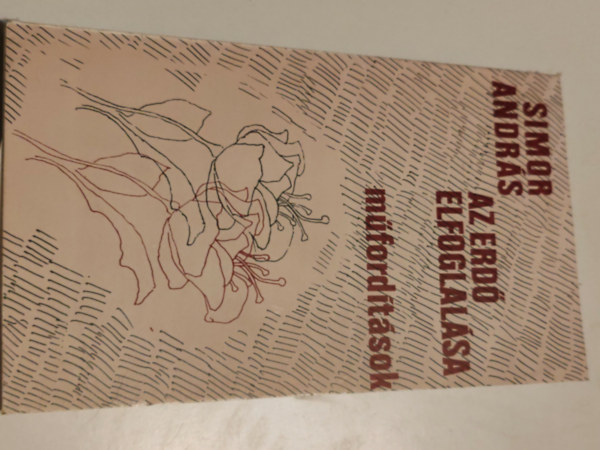 SIMOR
ANDRÁS
AZ ERDŐ
ELFOGLALÁSA
műfordítások